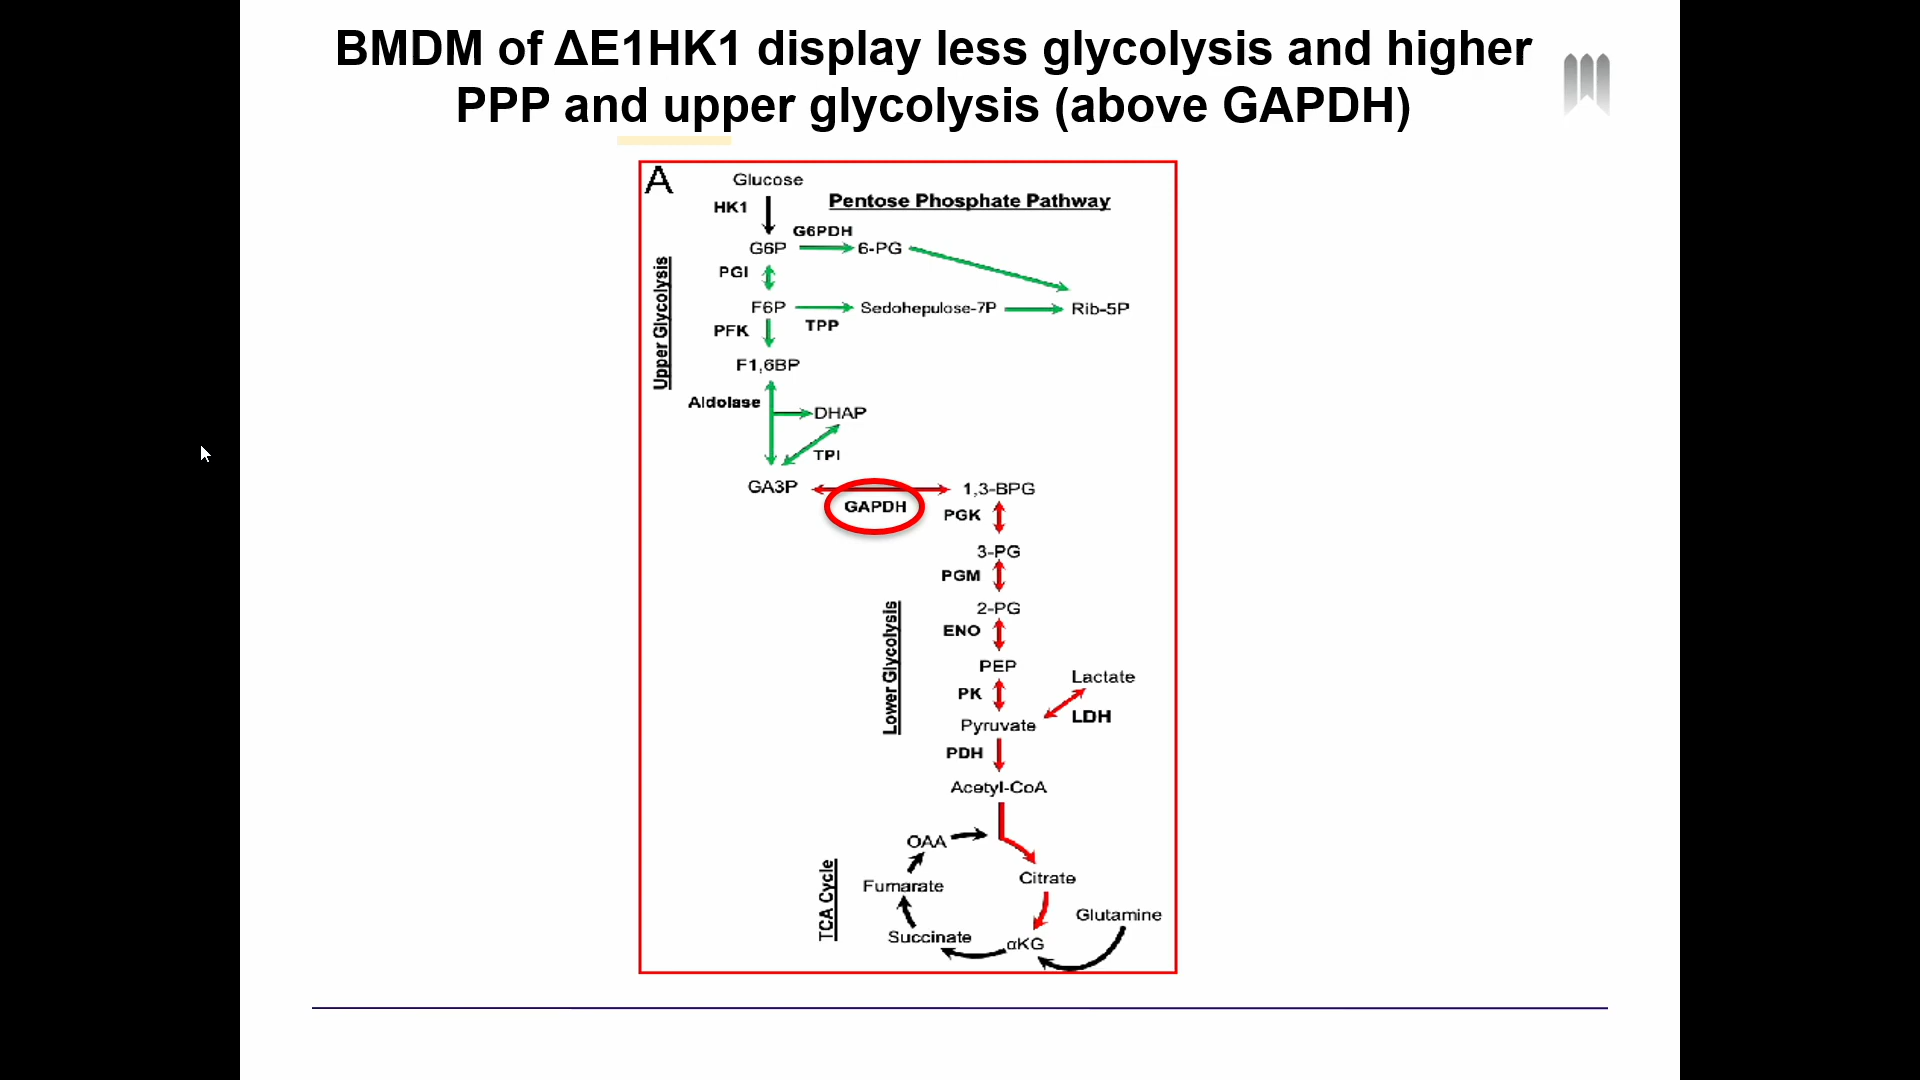 BMDM of ΔE1HK1 display less glycolysis and higher
PPP and upper glycolysis (above GAPDH)
A
Glucose
Pentose Phosphate Pathway
HK1
G6PDH
G6P
6-PG
PGI
Upper Glycolysis
F6P
Sedohepulose-7P
Rib-5P
TPP
PFK
F1,6BP
Aldolase
DHAP
TPI
GA3P
1,3-BPG
GAPDH
PGK
3-PG
PGM
2-PG
ENO
Lower Glycolysis
PEP
Lactate
PK
LDH
Pyruvate
PDH
Acetyl-CoA
OAA
TCA Cycle
Fumarate
Citrate
Glutamine
Succinate
αKG